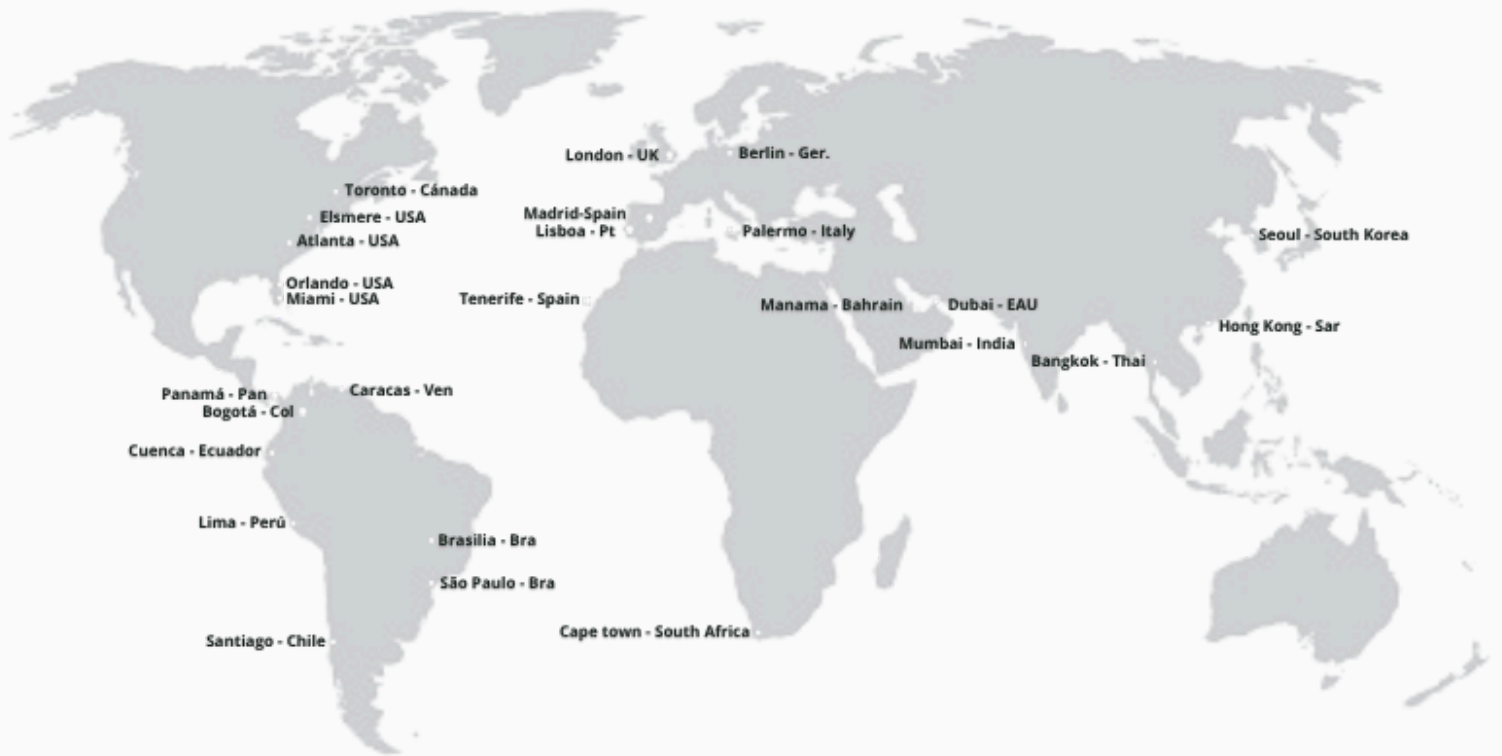 London - UK
Berlin - Ger.
Toronto - Cánada
Elsmere - USA
Atlanta - USA
Orlando - USA
Miami - USA
Madrid-Spain
Lisboa - Pt
Palermo - Italy
Seoul - South Korea
Tenerife - Spain
Manama - Bahrain
Dubai - EAU
Hong Kong - Sar
Mumbai - India
Bangkok - Thai
Panamá - Pan
Caracas - Ven
Bogotá - Col
Cuenca - Ecuador
Lima - Perú
Brasilia - Bra
São Paulo - Bra
Cape town - South Africa
Santiago - Chile